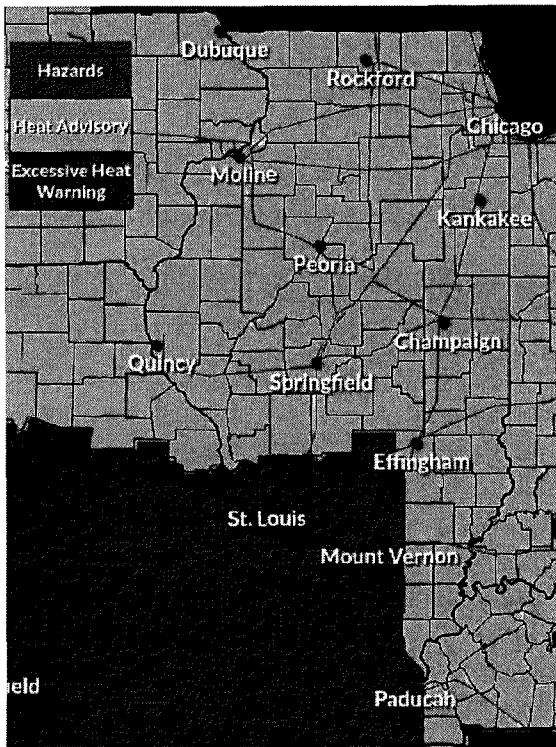 Dubuque
Hazards
Rockford
Heat Advisory
Chicago
Moline
Excessive Heat
Warning
Kankakee
Peoria
Champaign
Quincy
Springfield
Effingham
St. Louis
Mount Vernon
ield
Paducah